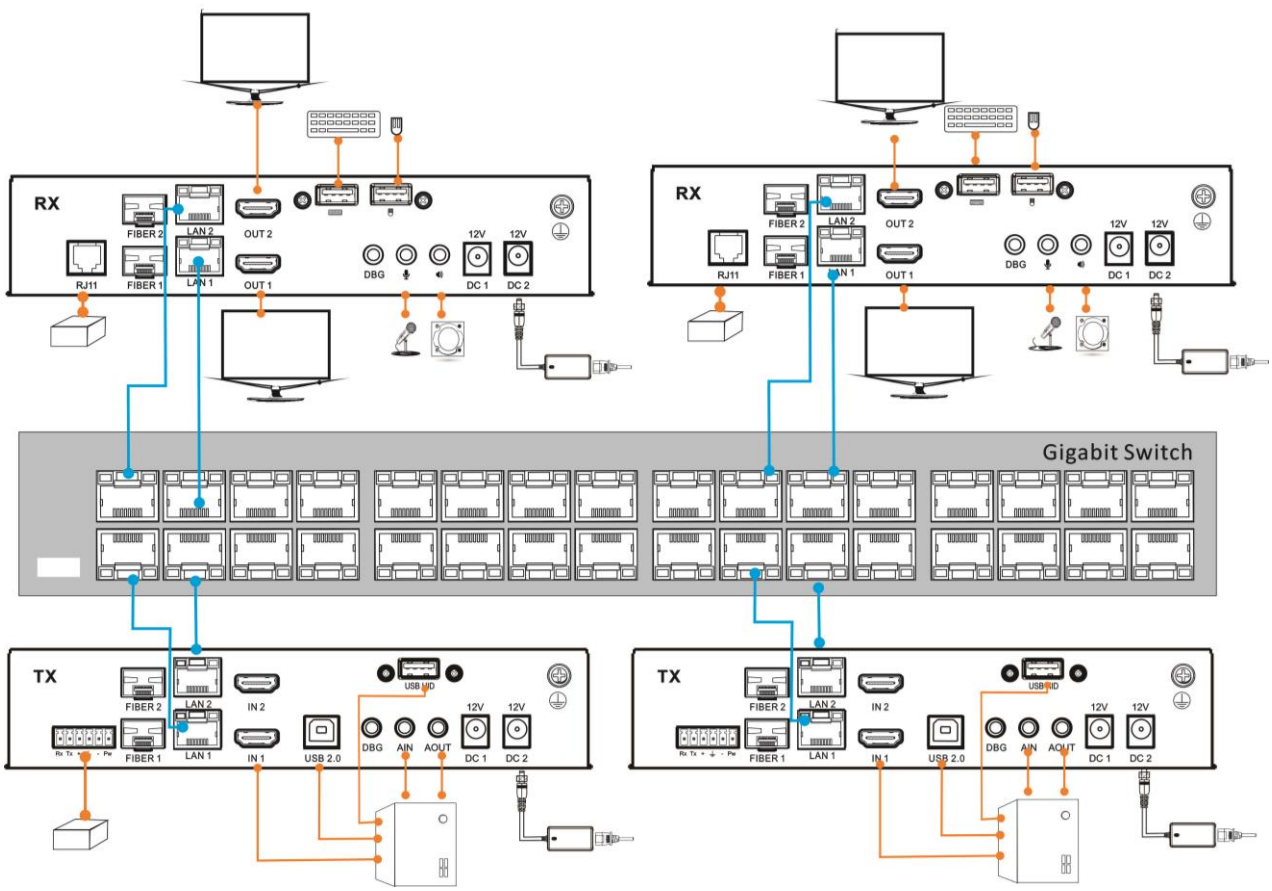 RX
FIBER 2
LAN 2
OUT 2
12V
12V
RJ11
FIBER 1
LAN 1
OUT 1
DBG
DC 1
DC 2
RX
FIBER 2
LAN 2
OUT 2
12V
12V
RJ11
FIBER 1
LAN 1
OUT 1
DBG
DC 1
DC 2
Gigabit Switch
TX
USB HID
FIBER 2
LAN 2
IN 2
12V
12V
Rx Tx + - Pw
FIBER 1
LAN 1
IN 1
USB 2.0
DBG
AIN
AOUT
DC 1
DC 2
TX
USB HID
FIBER 2
LAN 2
IN 2
12V
12V
Rx Tx + - Pw
FIBER 1
LAN 1
IN 1
USB 2.0
DBG
AIN
AOUT
DC 1
DC 2